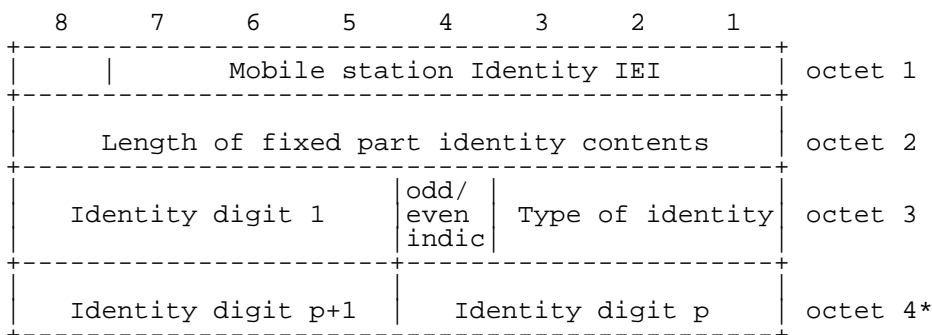 8 7 6 5 4 3 2 1
Mobile station Identity IEI octet 1
Length of fixed part identity contents octet 2
odd/
Identity digit 1 even Type of identity octet 3
indic
Identity digit p+1 Identity digit p octet 4*